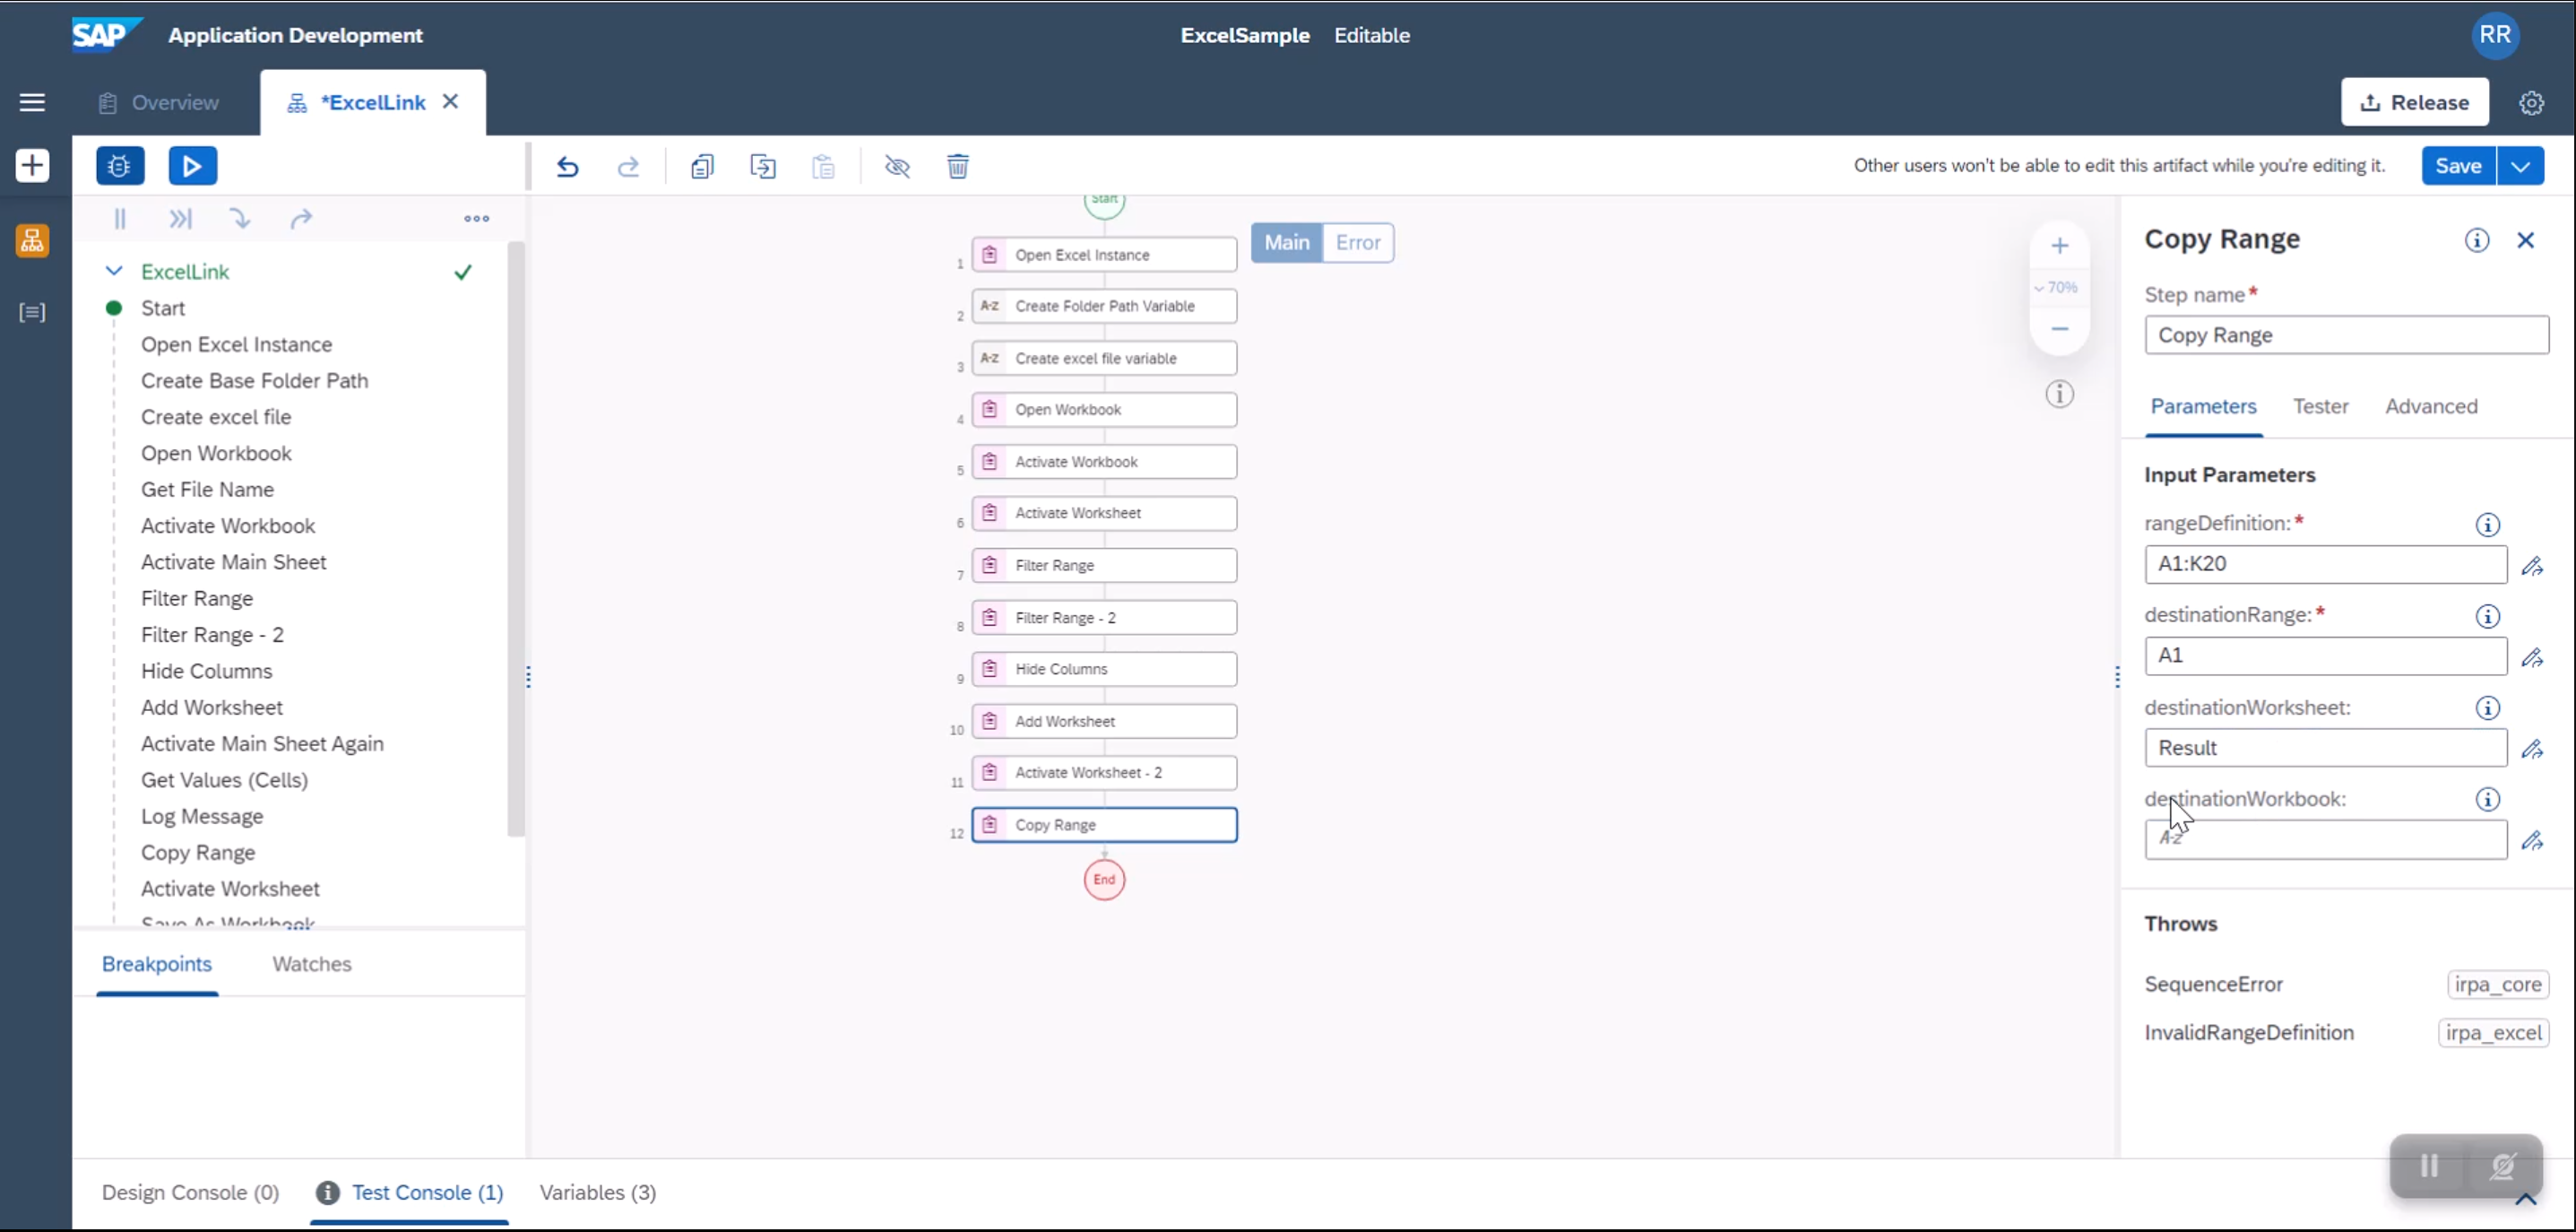 SAP Application Development ExcelSample Editable RR
Overview *ExcelLink Release
Other users won't be able to edit this artifact while you're editing it. Save
ExcelLink
Start
Open Excel Instance
Create Base Folder Path
Create excel file
Open Workbook
Get File Name
Activate Workbook
Activate Main Sheet
Filter Range
Filter Range - 2
Hide Columns
Add Worksheet
Activate Main Sheet Again
Get Values (Cells)
Log Message
Copy Range
Activate Worksheet
Save As Workbook
Breakpoints Watches
Start
Main Error
1 Open Excel Instance
2 A-Z Create Folder Path Variable
3 A-Z Create excel file variable
4 Open Workbook
5 Activate Workbook
6 Activate Worksheet
7 Filter Range
8 Filter Range - 2
9 Hide Columns
10 Add Worksheet
11 Activate Worksheet - 2
12 Copy Range
End
70%
Copy Range
Step name*
Copy Range
Parameters Tester Advanced
Input Parameters
rangeDefinition:*
A1:K20
destinationRange:*
A1
destinationWorksheet:
Result
destinationWorkbook:
A-z
Throws
SequenceError irpa_core
InvalidRangeDefinition irpa_excel
Design Console (0) Test Console (1) Variables (3)